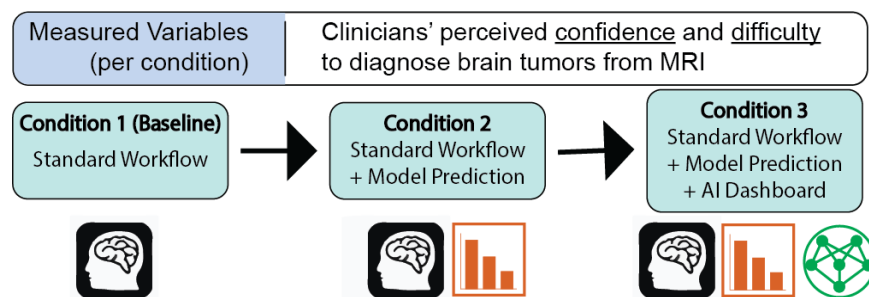 Measured Variables
(per condition)
Clinicians' perceived confidence and difficulty
to diagnose brain tumors from MRI
Condition 1 (Baseline)
Standard Workflow
Condition 2
Standard Workflow
+ Model Prediction
Condition 3
Standard Workflow
+ Model Prediction
+ AI Dashboard